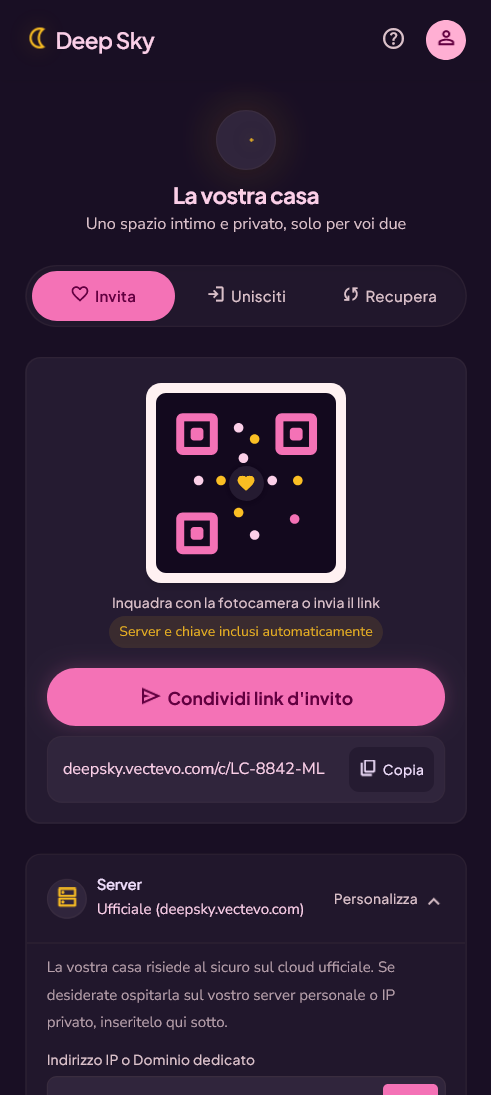 Deep Sky
La vostra casa
Uno spazio intimo e privato, solo per voi due
Invita
Unisciti
Recupera
Inquadra con la fotocamera o invia il link
Server e chiave inclusi automaticamente
Condividi link d'invito
deepsky.vectevo.com/c/LC-8842-ML
Copia
Server
Ufficiale (deepsky.vectevo.com)
Personalizza
La vostra casa risiede al sicuro sul cloud ufficiale. Se
desiderate ospitarla sul vostro server personale o IP
privato, inseritelo qui sotto.
Indirizzo IP o Dominio dedicato